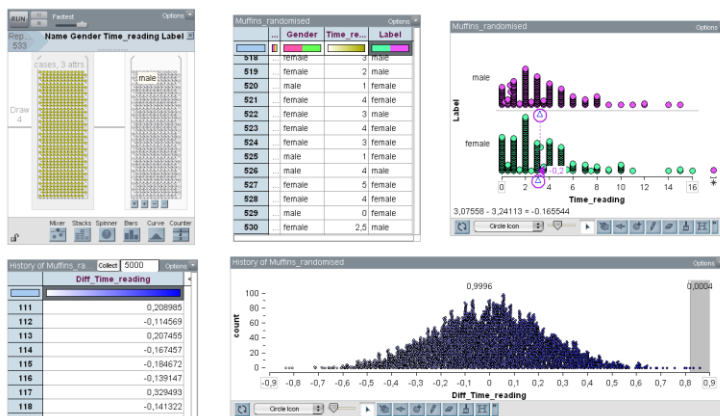 RUN
Fastest
Options
Rep...
533
Name Gender Time_reading Label
cases, 3 attrs
male
Draw
4
Mixer Stacks Spinner Bars Curve Counter
Muffins_randomised
Options
... Gender Time_re... Label
518 ... female 3 male
519 ... female 2 male
520 ... male 1 female
521 ... female 4 female
522 ... female 3 male
523 ... female 4 female
524 ... female 3 female
525 ... male 1 female
526 ... female 4 male
527 ... female 5 female
528 ... female 4 female
529 ... male 0 female
530 ... female 2,5 male
Muffins_randomised
Options
Label
male
female
-0,2
0 2 4 6 8 10 12 14 16
Time_reading
3,07558 - 3,24113 = -0.165544
Circle Icon
History of Muffins_ra...
Collect 5000
Options
Diff_Time_reading
111 0,208985
112 -0,114569
113 0,207455
114 -0,167457
115 -0,184672
116 -0,139147
117 0,329493
118 -0,141322
History of Muffins_randomised
Options
0,9996 0,0004
count
100
80
60
40
20
0
-0,9 -0,8 -0,7 -0,6 -0,5 -0,4 -0,3 -0,2 -0,1 0,0 0,1 0,2 0,3 0,4 0,5 0,6 0,7 0,8 0,9
Diff_Time_reading
Circle Icon